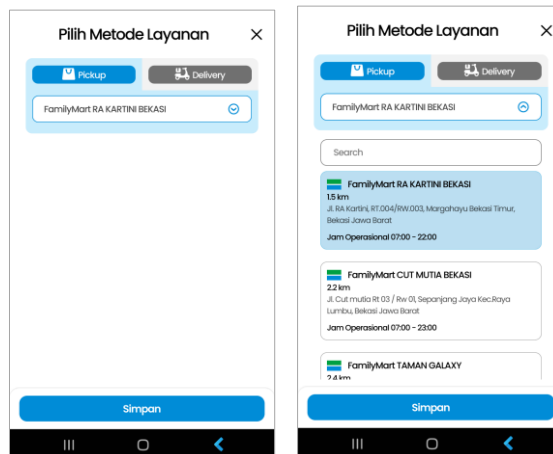 Pilih Metode Layanan
Pickup
Delivery
FamilyMart RA KARTINI BEKASI
Simpan
Pilih Metode Layanan
Pickup
Delivery
FamilyMart RA KARTINI BEKASI
Search
FamilyMart RA KARTINI BEKASI
1.5 km
Jl. RA Kartini, RT.004/RW.003, Margahayu Bekasi Timur,
Bekasi Jawa Barat
Jam Operasional 07:00 - 22:00
FamilyMart CUT MUTIA BEKASI
2.2 km
Jl. Cut mutia Rt 03 / Rw 01, Sepanjang Jaya Kec.Raya
Lumbu, Bekasi Jawa Barat
Jam Operasional 07:00 - 23:00
FamilyMart TAMAN GALAXY
2.4 km
Simpan